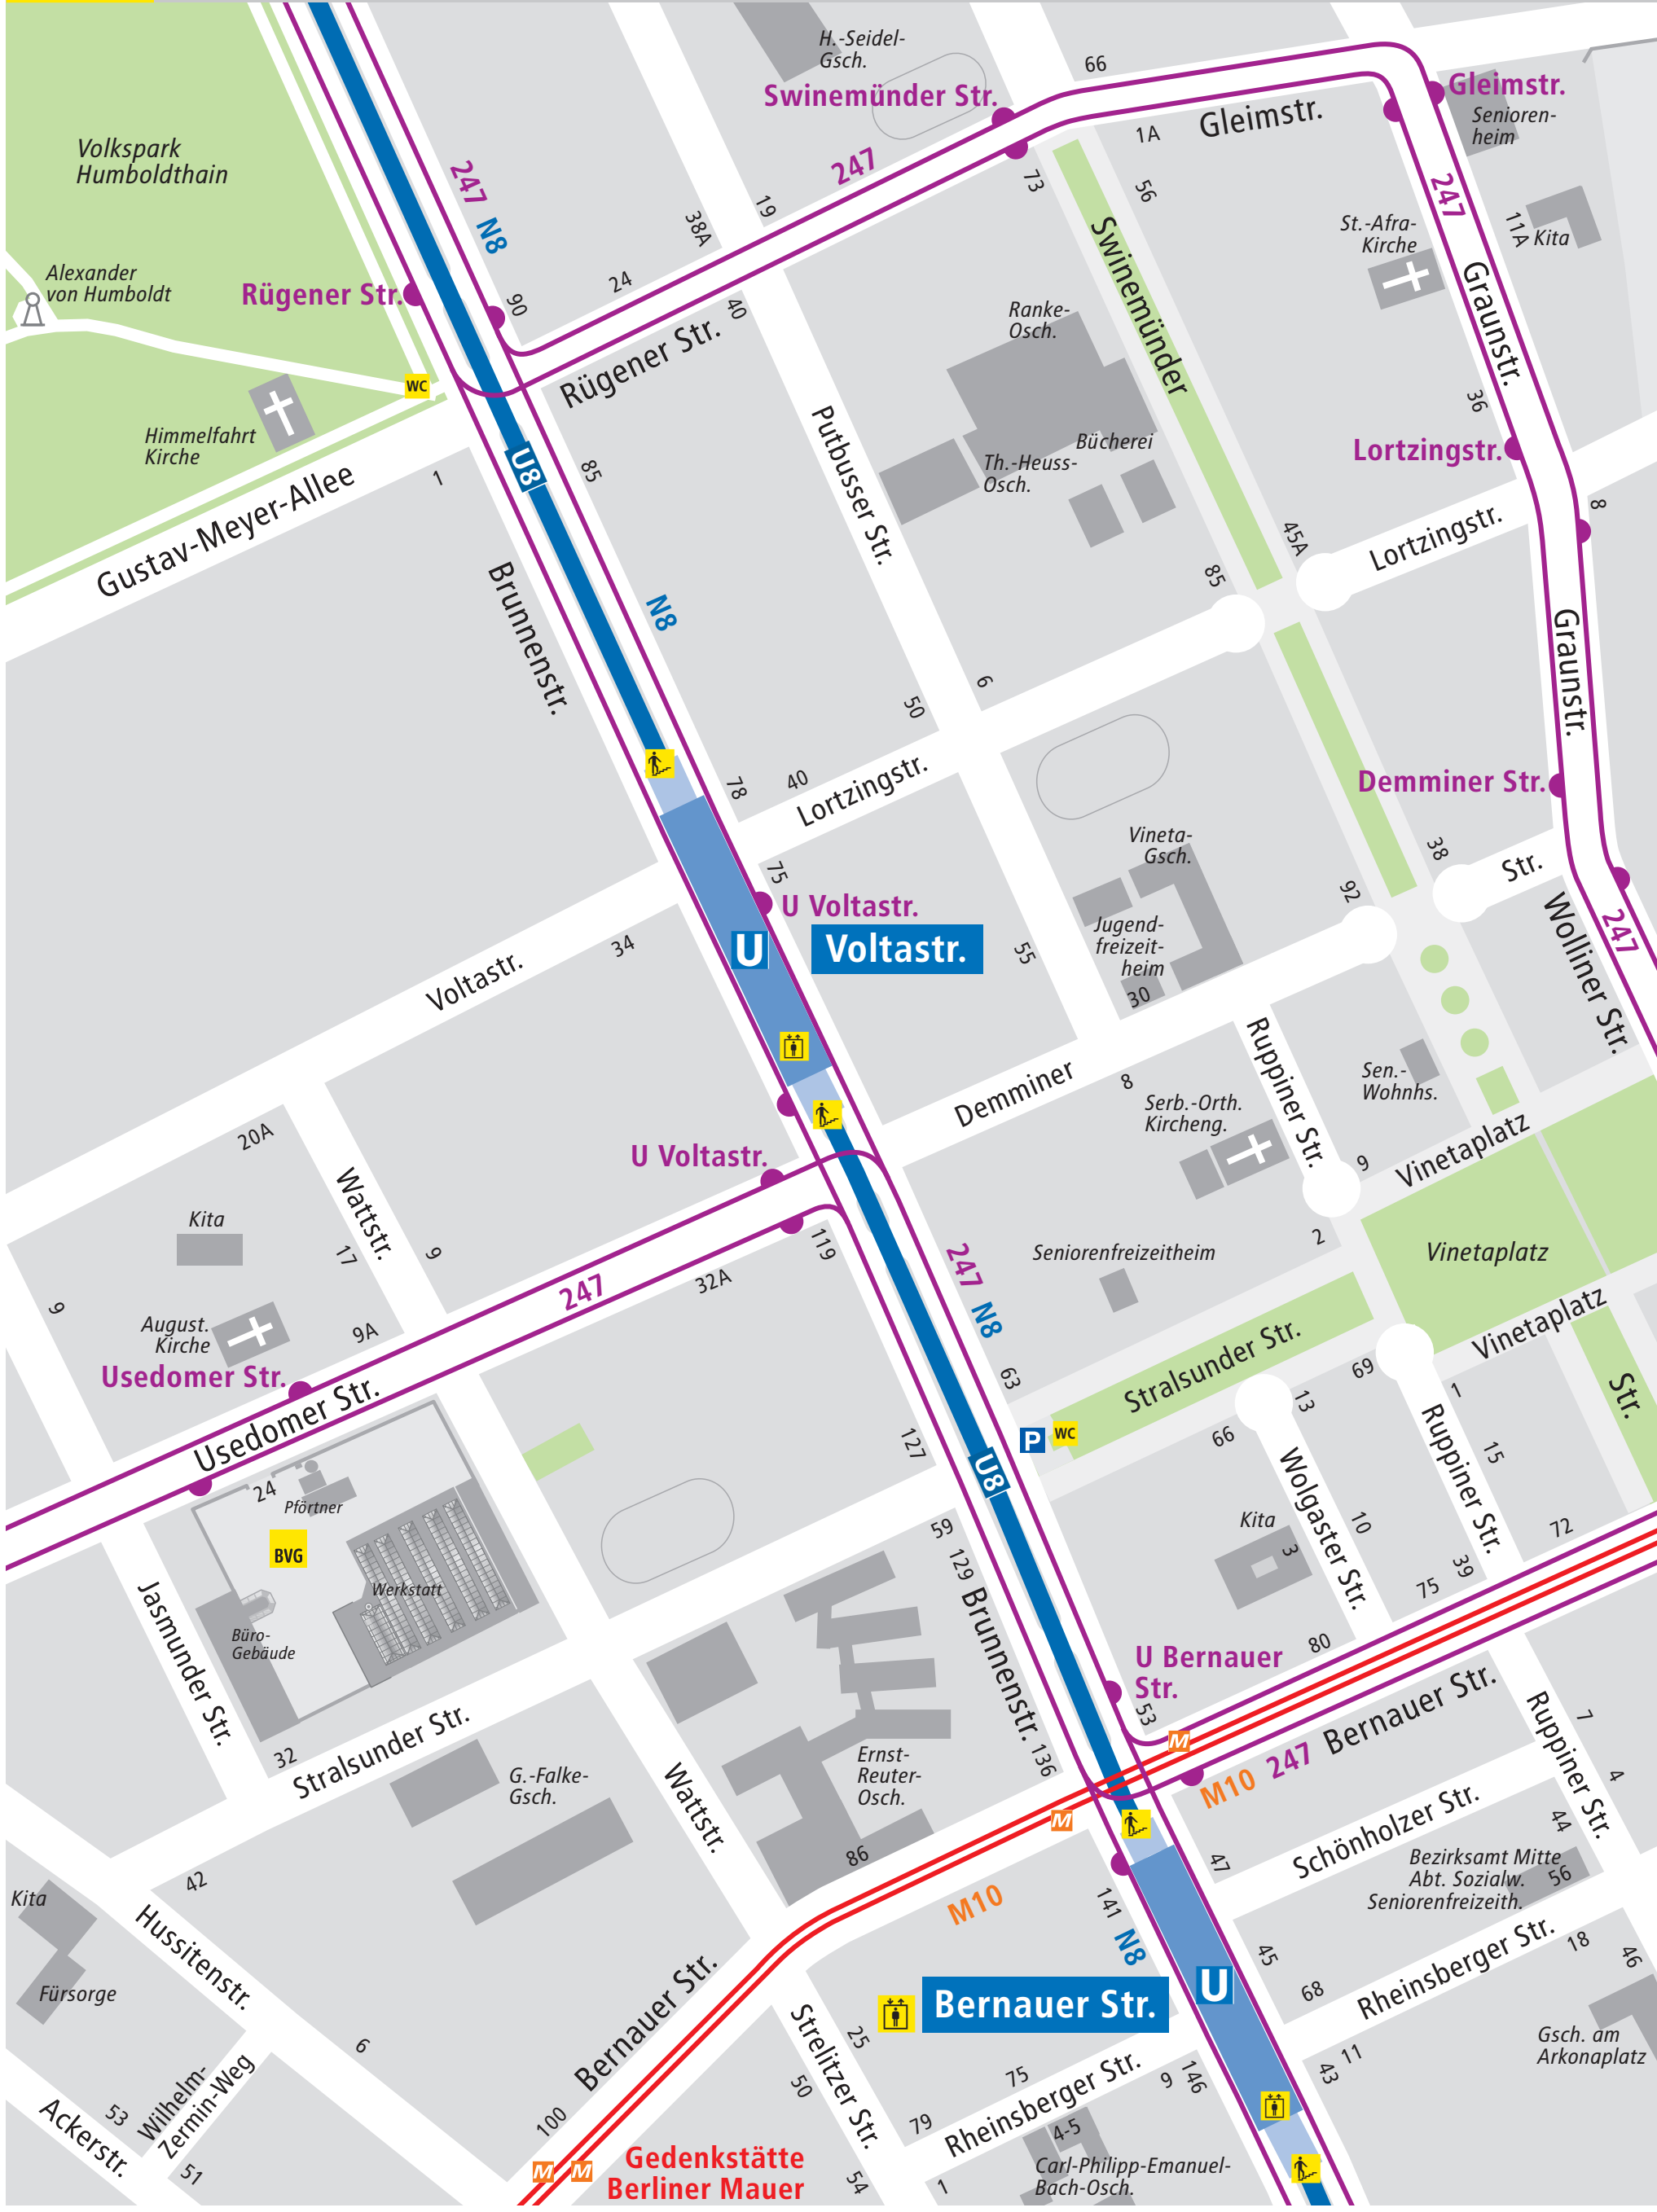 H.-Seidel-
Gsch.
Swinemünder Str.
66
Gleimstr.
Senioren-
heim
1A
Gleimstr.
Volkspark
Humboldthain
247
N8
247
19
38A
73
56
247
11A
Kita
St.-Afra-
Kirche
Swinemünder
Graunstr.
Alexander
von Humboldt
Rügener Str.
90
24
40
Rügener Str.
Ranke-
Osch.
WC
Himmelfahrt
Kirche
36
Putbusser Str.
Bücherei
Th.-Heuss-
Osch.
Lortzingstr.
1
U8
85
Gustav-Meyer-Allee
45A
Lortzingstr.
8
85
Brunnenstr.
N8
Graunstr.
50
6
78
40
Lortzingstr.
Demminer Str.
Vineta-
Gsch.
38
Str.
75
92
U Voltastr.
U
Voltastr.
34
Voltastr.
55
Jugend-
freizeit-
heim
30
Wolliner Str.
247
Ruppiner Str.
Sen.-
Wohnhs.
Demminer
8
Serb.-Orth.
Kircheng.
20A
Wattstr.
U Voltastr.
9
Vinetaplatz
Kita
17
9
119
32A
247
2
Seniorenfreizeitheim
Vinetaplatz
247
N8
9
August.
Kirche
9A
Usedomer Str.
Usedomer Str.
63
Stralsunder Str.
69
Vinetaplatz
13
1
Str.
P
WC
127
66
Ruppiner Str.
15
U8
24
Pförtner
BVG
Werkstatt
Wolgaster Str.
10
Kita
3
72
39
75
59
129
Brunnenstr.
Jasmunder Str.
Büro-
Gebäude
80
U Bernauer
Str.
53
Bernauer Str.
Ruppiner Str.
7
32
Stralsunder Str.
M
136
247
M10
G.-Falke-
Gsch.
Wattstr.
Ernst-
Reuter-
Osch.
4
M
86
Schönholzer Str.
44
47
Bezirksamt Mitte
Abt. Sozialw.
Seniorenfreizeith.
56
42
Kita
Hussitenstr.
M10
141
N8
45
18
46
Rheinsberger Str.
68
Fürsorge
Bernauer Str.
U
Bernauer Str.
Strelitzer Str.
25
6
Gsch. am
Arkonaplatz
11
43
75
Rheinsberger Str.
9
146
50
Wilhelm-
Zermin-Weg
53
Ackerstr.
51
100
79
4-5
M
M
Gedenkstätte
Berliner Mauer
54
1
Carl-Philipp-Emanuel-
Bach-Osch.